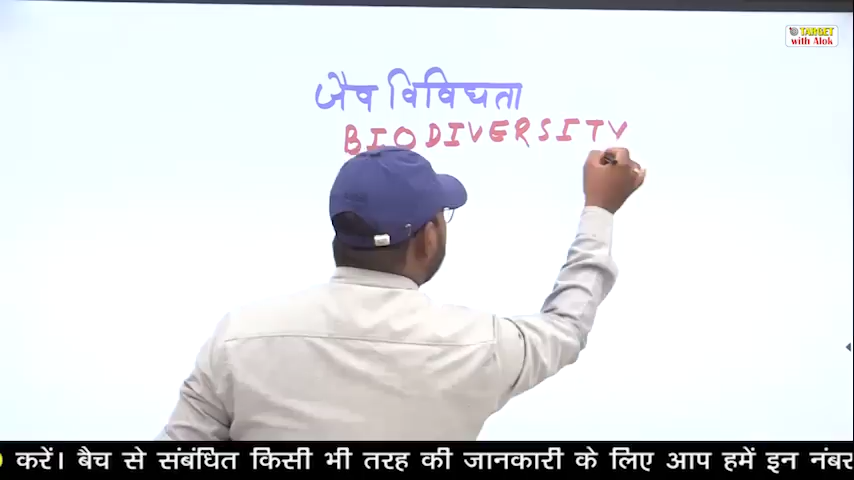 TARGET
with Alok
जैव विविधता
BIODIVERSITY
करें। बैच से संबंधित किसी भी तरह की जानकारी के लिए आप हमें इन नंबर